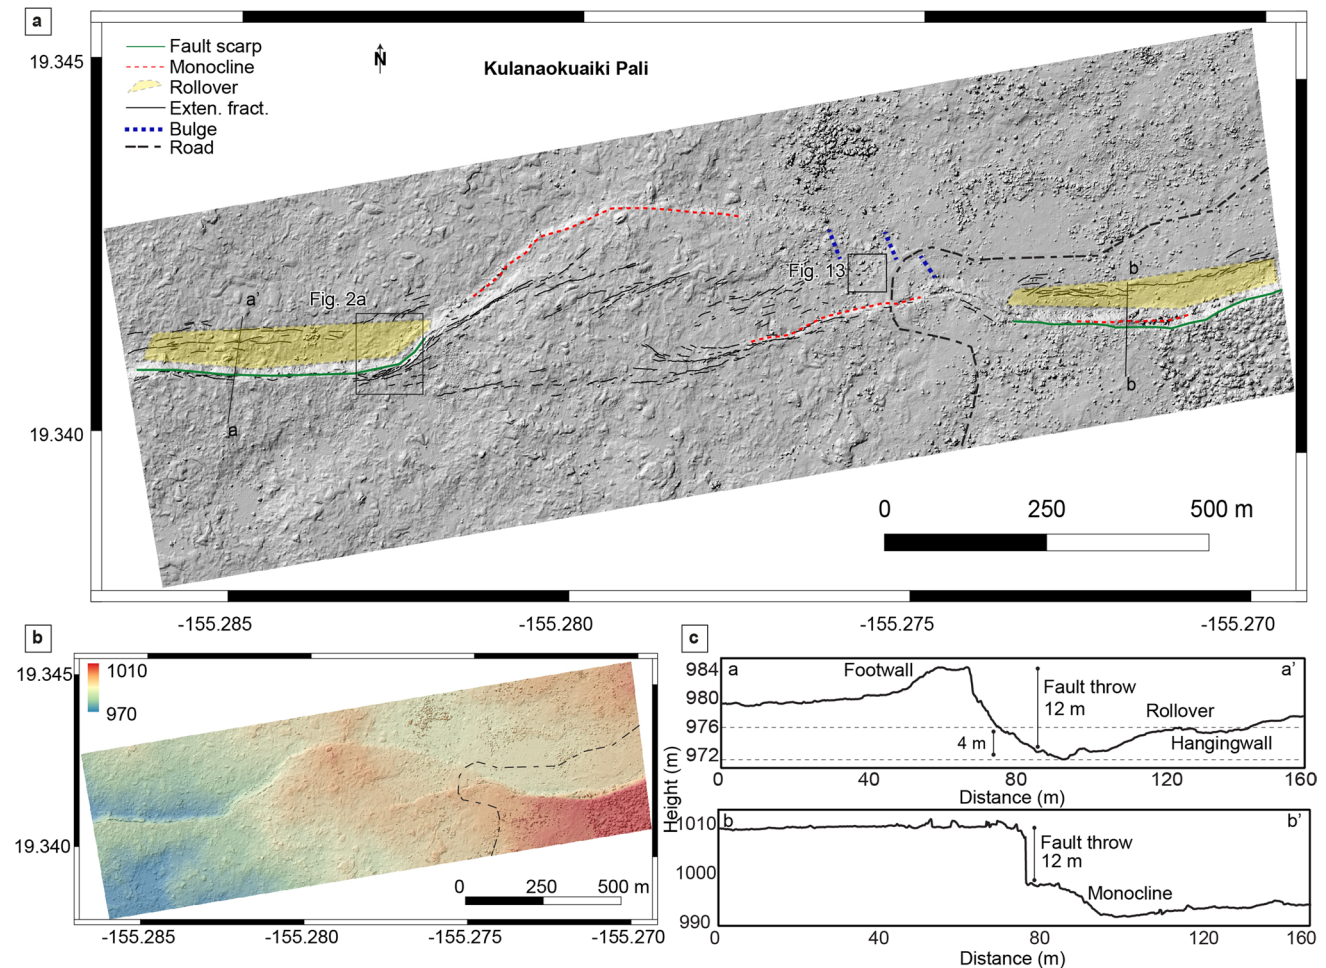 a
Fault scarp
Monocline
Rollover
Exten. fract.
Bulge
Road
N
Kulanaokuaiki Pali
19.345
19.340
a'
a
Fig. 2a
Fig. 13
b'
b
0 250 500 m
-155.285 -155.280 -155.275 -155.270
b
1010
970
19.345
19.340
0 250 500 m
-155.285 -155.280 -155.275 -155.270
c
Height (m)
984
980
976
972
a
a'
Footwall
Fault throw
12 m
4 m
Rollover
Hangingwall
0 40 80 120 160
Distance (m)
1010
1000
990
b
b'
Fault throw
12 m
Monocline
0 40 80 120 160
Distance (m)